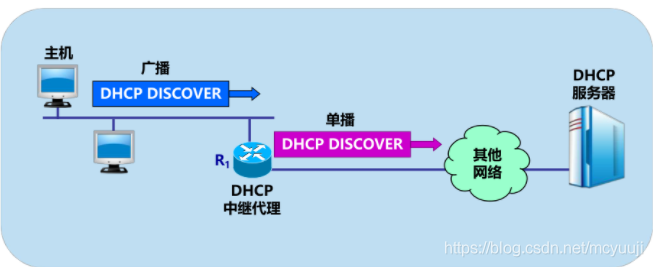 主机
广播
DHCP DISCOVER
单播
DHCP DISCOVER
R1
DHCP
中继代理
其他
网络
DHCP
服务器
https://blog.csdn.net/mcyuuji